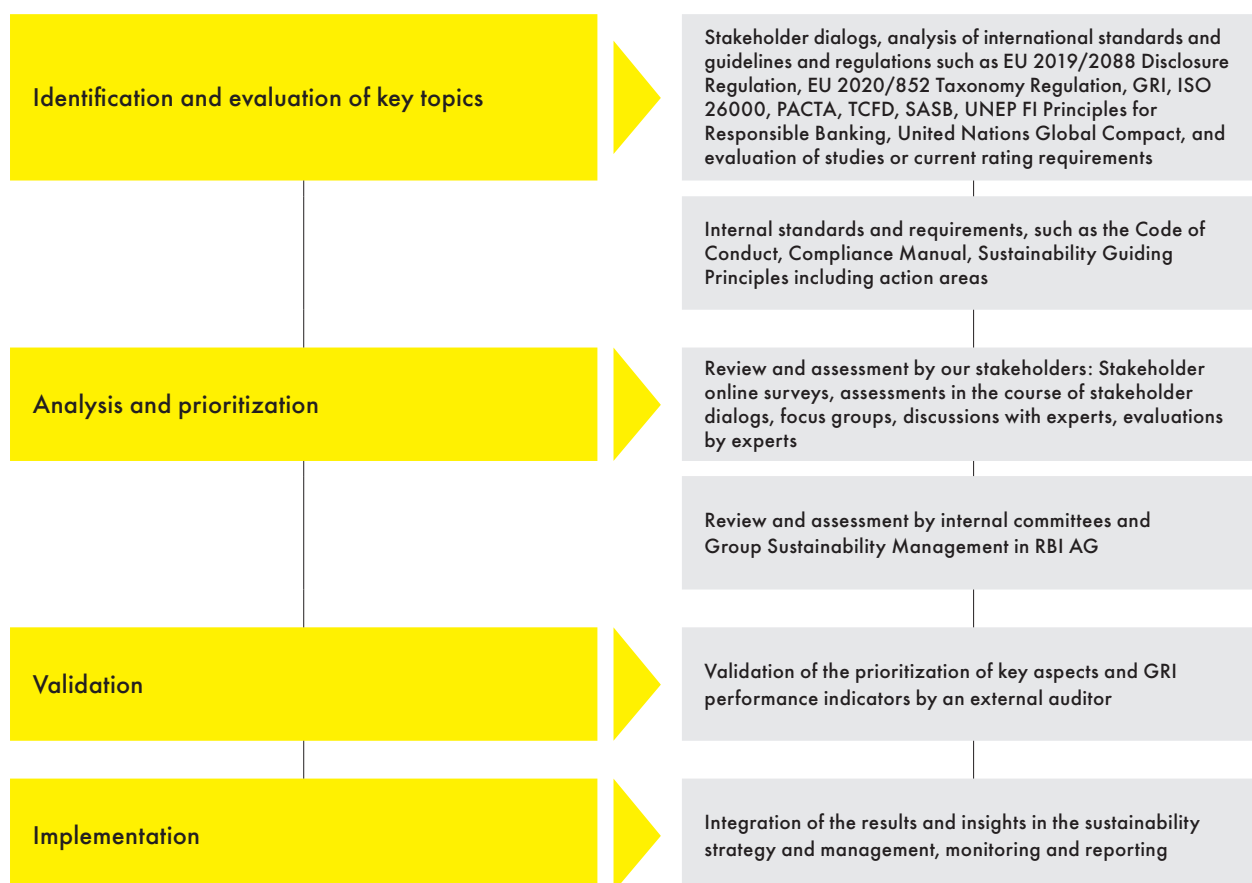 Identification and evaluation of key topics
Stakeholder dialogs, analysis of international standards and
guidelines and regulations such as EU 2019/2088 Disclosure
Regulation, EU 2020/852 Taxonomy Regulation, GRI, ISO
26000, PACTA, TCFD, SASB, UNEP FI Principles for
Responsible Banking, United Nations Global Compact, and
evaluation of studies or current rating requirements
Internal standards and requirements, such as the Code of
Conduct, Compliance Manual, Sustainability Guiding
Principles including action areas
Analysis and prioritization
Review and assessment by our stakeholders: Stakeholder
online surveys, assessments in the course of stakeholder
dialogs, focus groups, discussions with experts, evaluations
by experts
Review and assessment by internal committees and
Group Sustainability Management in RBI AG
Validation
Validation of the prioritization of key aspects and GRI
performance indicators by an external auditor
Implementation
Integration of the results and insights in the sustainability
strategy and management, monitoring and reporting